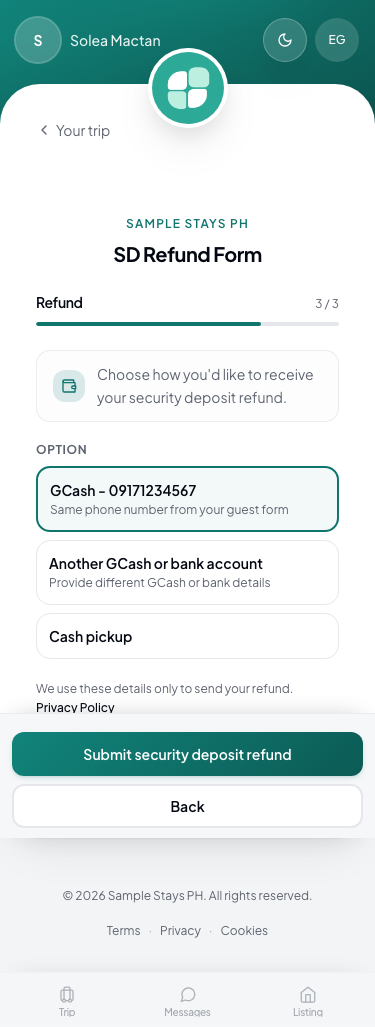 S
Solea Mactan
EG
Your trip
SAMPLE STAYS PH
SD Refund Form
Refund
3 / 3
Choose how you'd like to receive
your security deposit refund.
OPTION
GCash - 09171234567
Same phone number from your guest form
Another GCash or bank account
Provide different GCash or bank details
Cash pickup
We use these details only to send your refund.
Privacy Policy
Submit security deposit refund
Back
© 2026 Sample Stays PH. All rights reserved.
Terms · Privacy · Cookies
Trip
Messages
Listing